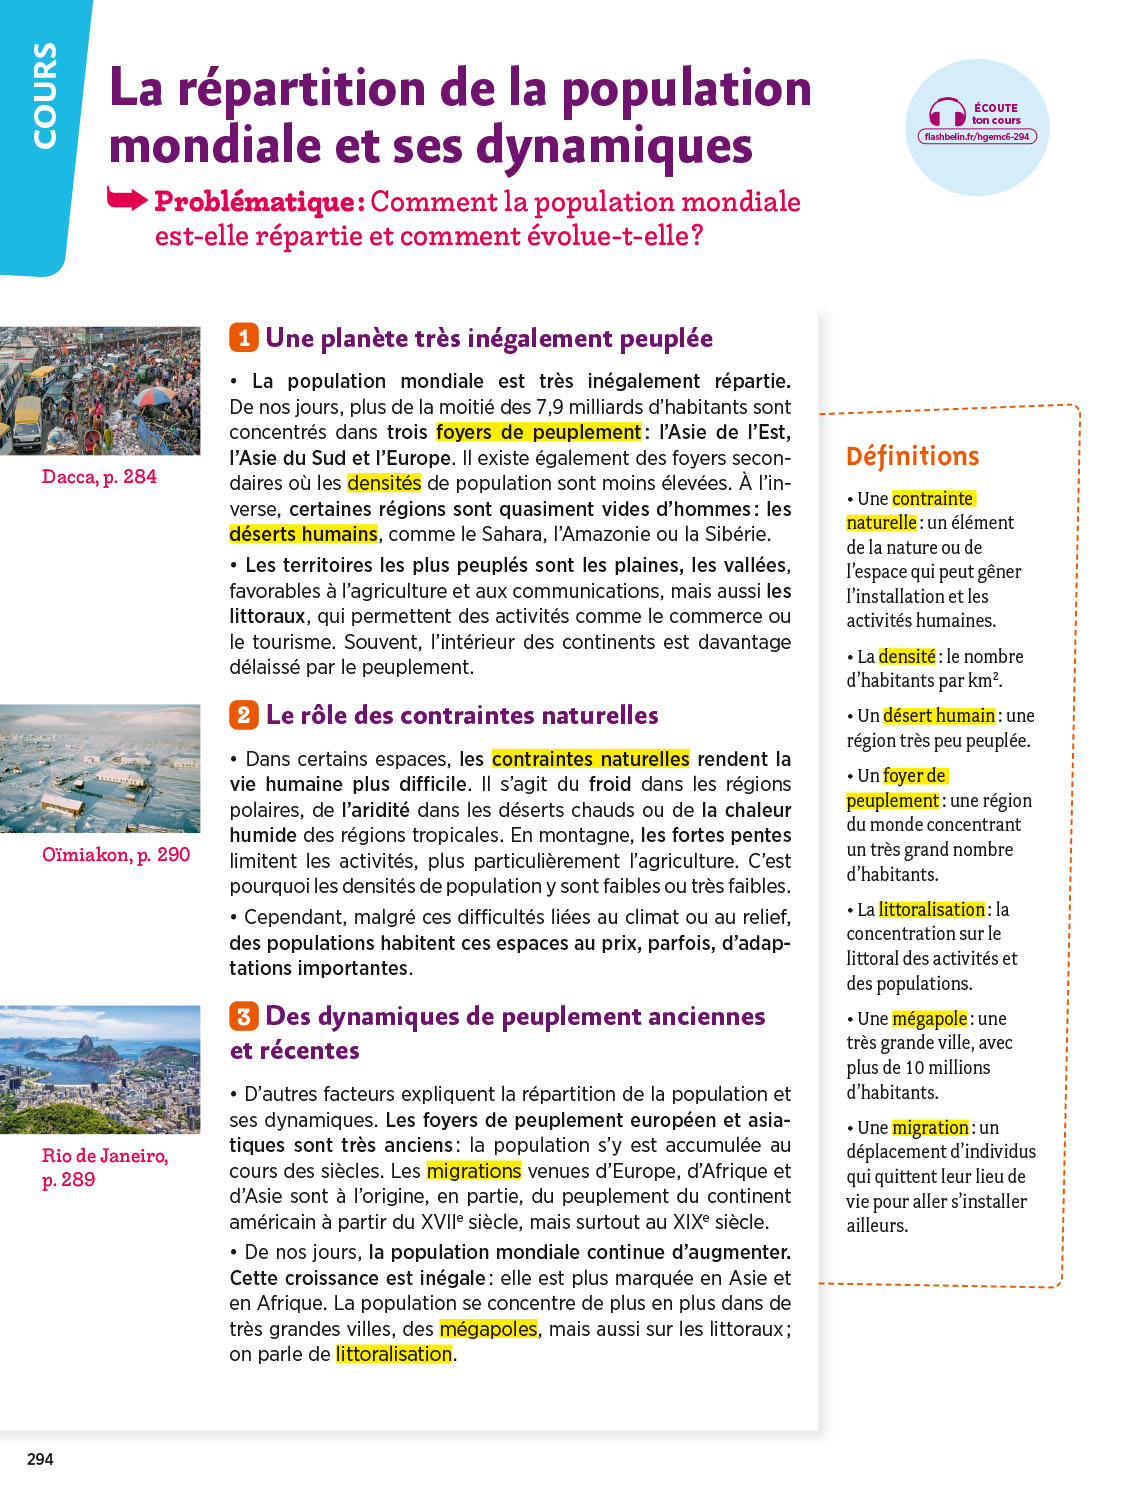 COURS
La répartition de la population
mondiale et ses dynamiques
Problématique : Comment la population mondiale
est-elle répartie et comment évolue-t-elle ?
ÉCOUTE
ton cours
flashbelin.fr/hgemc6-294
Dacca, p. 284
Oïmiakon, p. 290
Rio de Janeiro,
p. 289
1 Une planète très inégalement peuplée
• La population mondiale est très inégalement répartie.
De nos jours, plus de la moitié des 7,9 milliards d’habitants sont
concentrés dans trois foyers de peuplement : l’Asie de l’Est,
l’Asie du Sud et l’Europe. Il existe également des foyers secon-
daires où les densités de population sont moins élevées. À l’in-
verse, certaines régions sont quasiment vides d’hommes : les
déserts humains, comme le Sahara, l’Amazonie ou la Sibérie.
• Les territoires les plus peuplés sont les plaines, les vallées,
favorables à l’agriculture et aux communications, mais aussi les
littoraux, qui permettent des activités comme le commerce ou
le tourisme. Souvent, l’intérieur des continents est davantage
délaissé par le peuplement.
2 Le rôle des contraintes naturelles
• Dans certains espaces, les contraintes naturelles rendent la
vie humaine plus difficile. Il s’agit du froid dans les régions
polaires, de l’aridité dans les déserts chauds ou de la chaleur
humide des régions tropicales. En montagne, les fortes pentes
limitent les activités, plus particulièrement l’agriculture. C’est
pourquoi les densités de population y sont faibles ou très faibles.
• Cependant, malgré ces difficultés liées au climat ou au relief,
des populations habitent ces espaces au prix, parfois, d’adap-
tations importantes.
3 Des dynamiques de peuplement anciennes
et récentes
• D’autres facteurs expliquent la répartition de la population et
ses dynamiques. Les foyers de peuplement européen et asia-
tiques sont très anciens : la population s’y est accumulée au
cours des siècles. Les migrations venues d’Europe, d’Afrique et
d’Asie sont à l’origine, en partie, du peuplement du continent
américain à partir du XVIIe siècle, mais surtout au XIXe siècle.
• De nos jours, la population mondiale continue d’augmenter.
Cette croissance est inégale : elle est plus marquée en Asie et
en Afrique. La population se concentre de plus en plus dans de
très grandes villes, des mégapoles, mais aussi sur les littoraux ;
on parle de littoralisation.
Définitions
• Une contrainte
naturelle : un élément
de la nature ou de
l’espace qui peut gêner
l’installation et les
activités humaines.
• La densité : le nombre
d’habitants par km².
• Un désert humain : une
région très peu peuplée.
• Un foyer de
peuplement : une région
du monde concentrant
un très grand nombre
d’habitants.
• La littoralisation : la
concentration sur le
littoral des activités et
des populations.
• Une mégapole : une
très grande ville, avec
plus de 10 millions
d’habitants.
• Une migration : un
déplacement d’individus
qui quittent leur lieu de
vie pour aller s’installer
ailleurs.
294